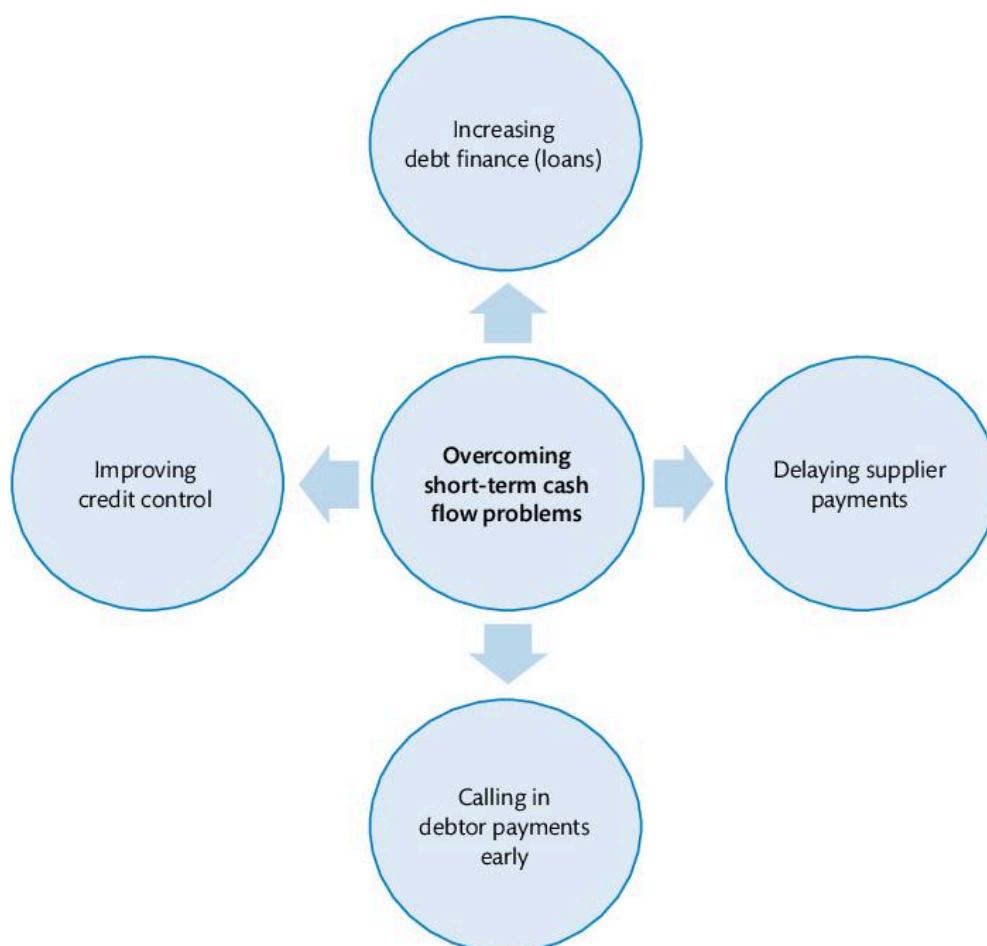 Increasing
debt finance (loans)
Improving
credit control
Overcoming
short-term cash
flow problems
Delaying supplier
payments
Calling in
debtor payments
early